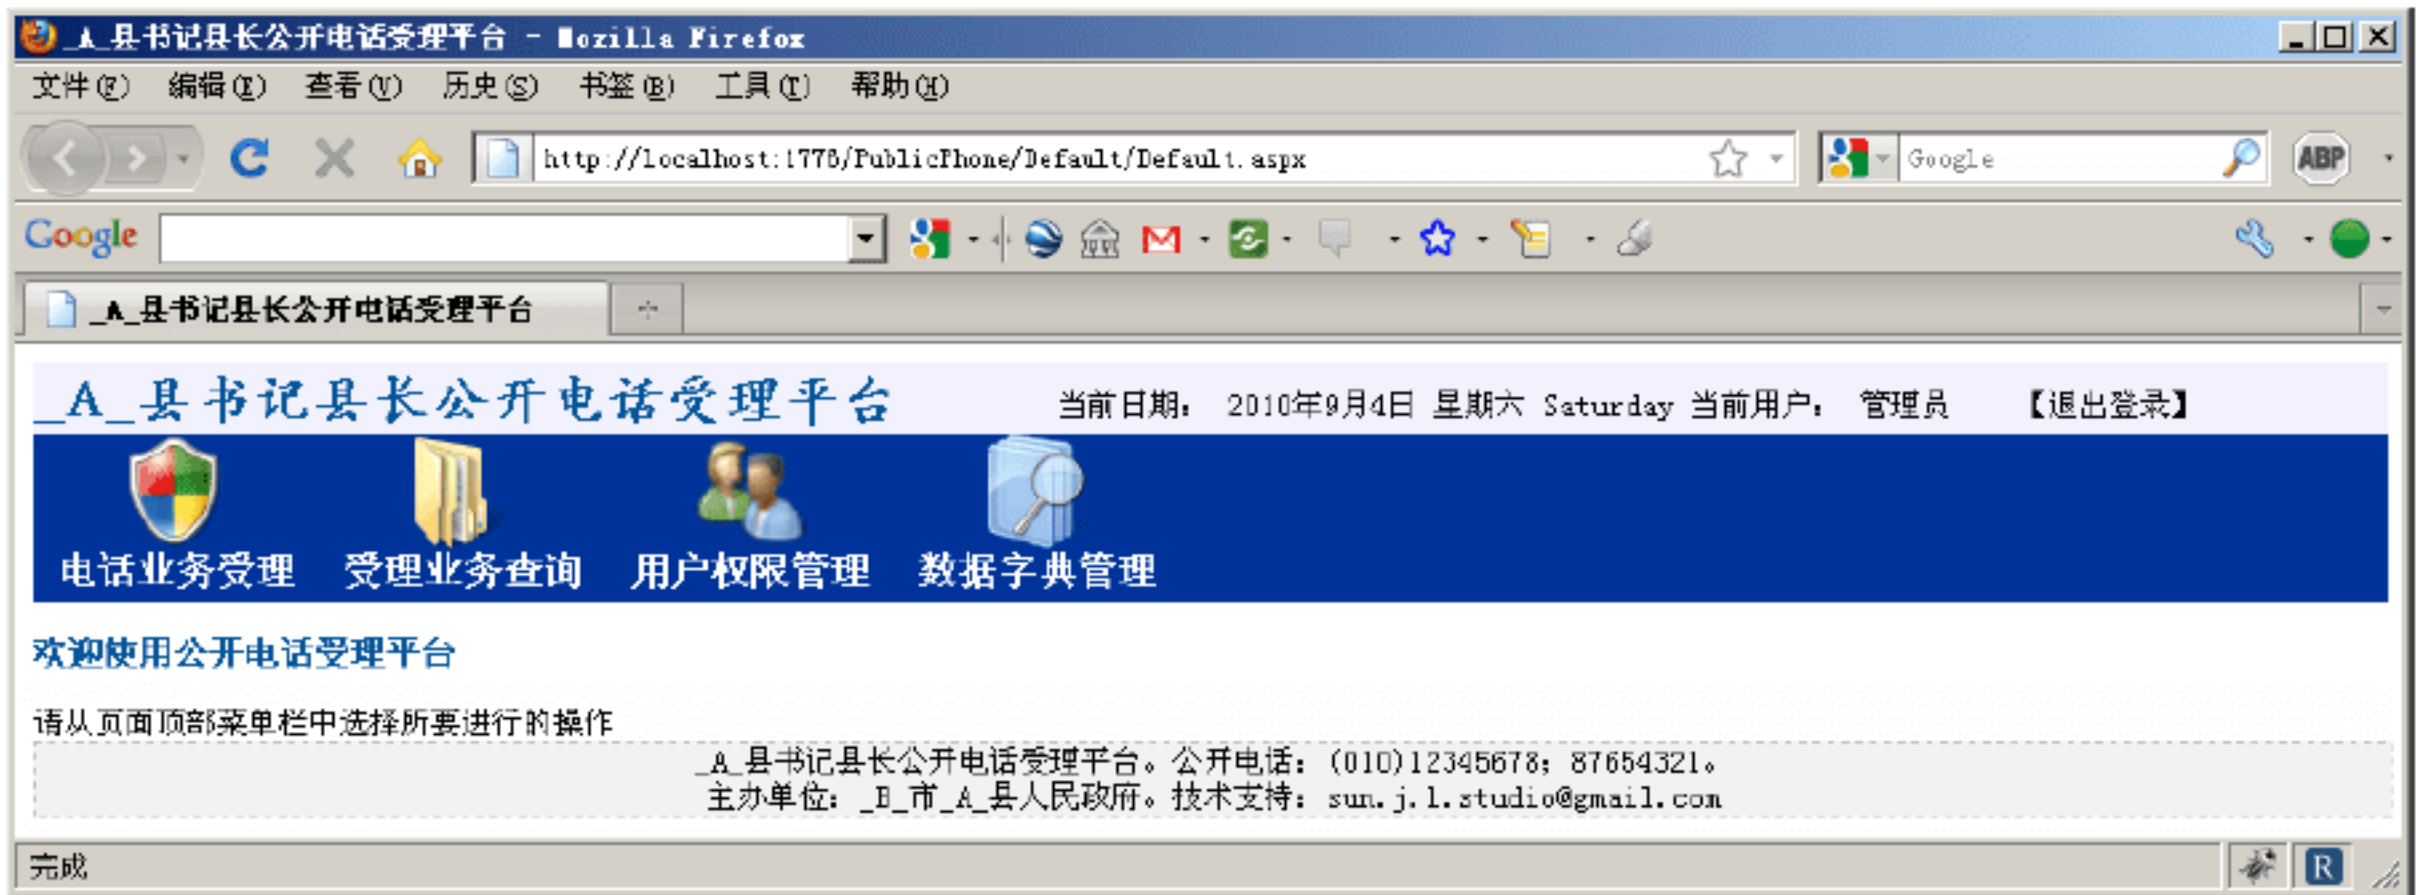 _A_县书记县长公开电话受理平台 - Mozilla Firefox
文件(F) 编辑(E) 查看(V) 历史(S) 书签(B) 工具(T) 帮助(H)
http://localhost:1778/PublicPhone/Default/Default.aspx Google ABP
Google
_A_县书记县长公开电话受理平台
_A_县书记县长公开电话受理平台 当前日期： 2010年9月4日 星期六 Saturday 当前用户： 管理员 【退出登录】
电话业务受理 受理业务查询 用户权限管理 数据字典管理
欢迎使用公开电话受理平台
请从页面顶部菜单栏中选择所要进行的操作
_A_县书记县长公开电话受理平台。公开电话：(010)12345678；87654321。
主办单位：_B_市_A_县人民政府。技术支持：sun.j.l.studio@gmail.com
完成 R